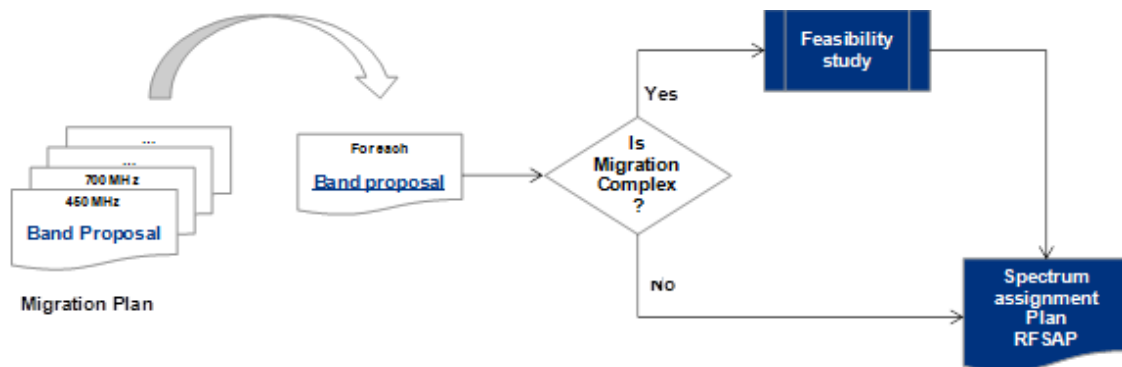 ...
...
700 MHz
450 MHz
Band Proposal
Migration Plan
For each
Band proposal
Is
Migration
Complex
?
Yes
No
Feasibility
study
Spectrum
assignment
Plan
RFSAP